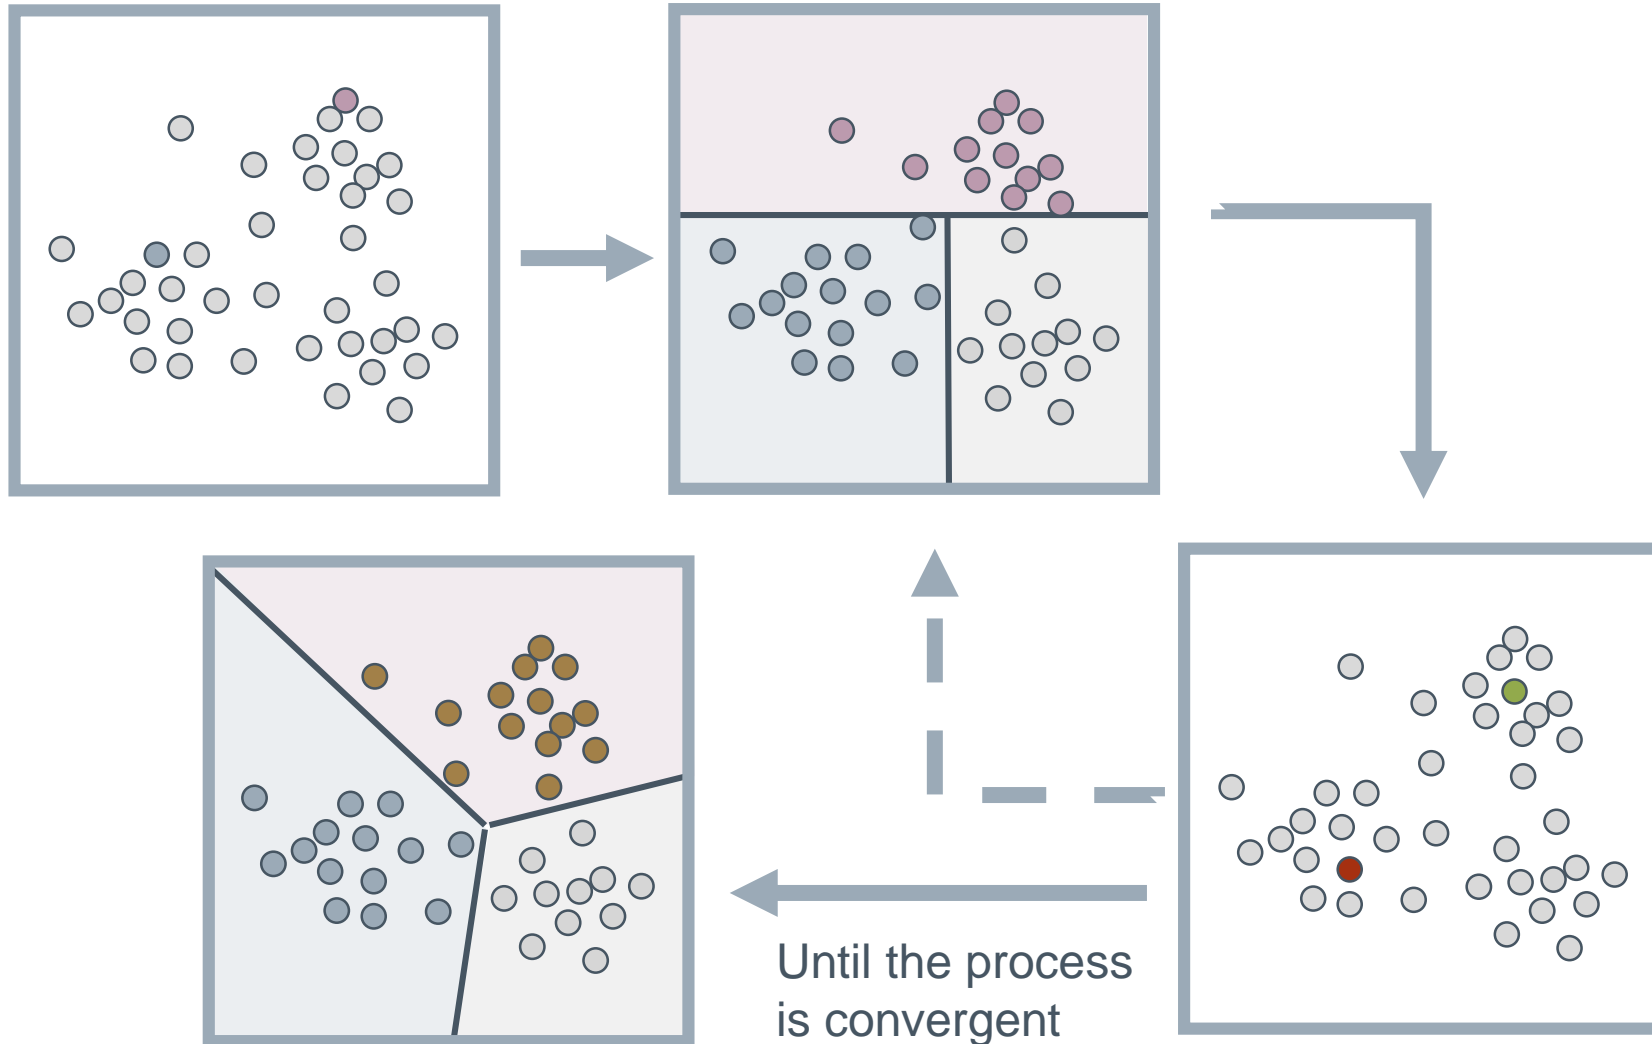 Until the process
is convergent